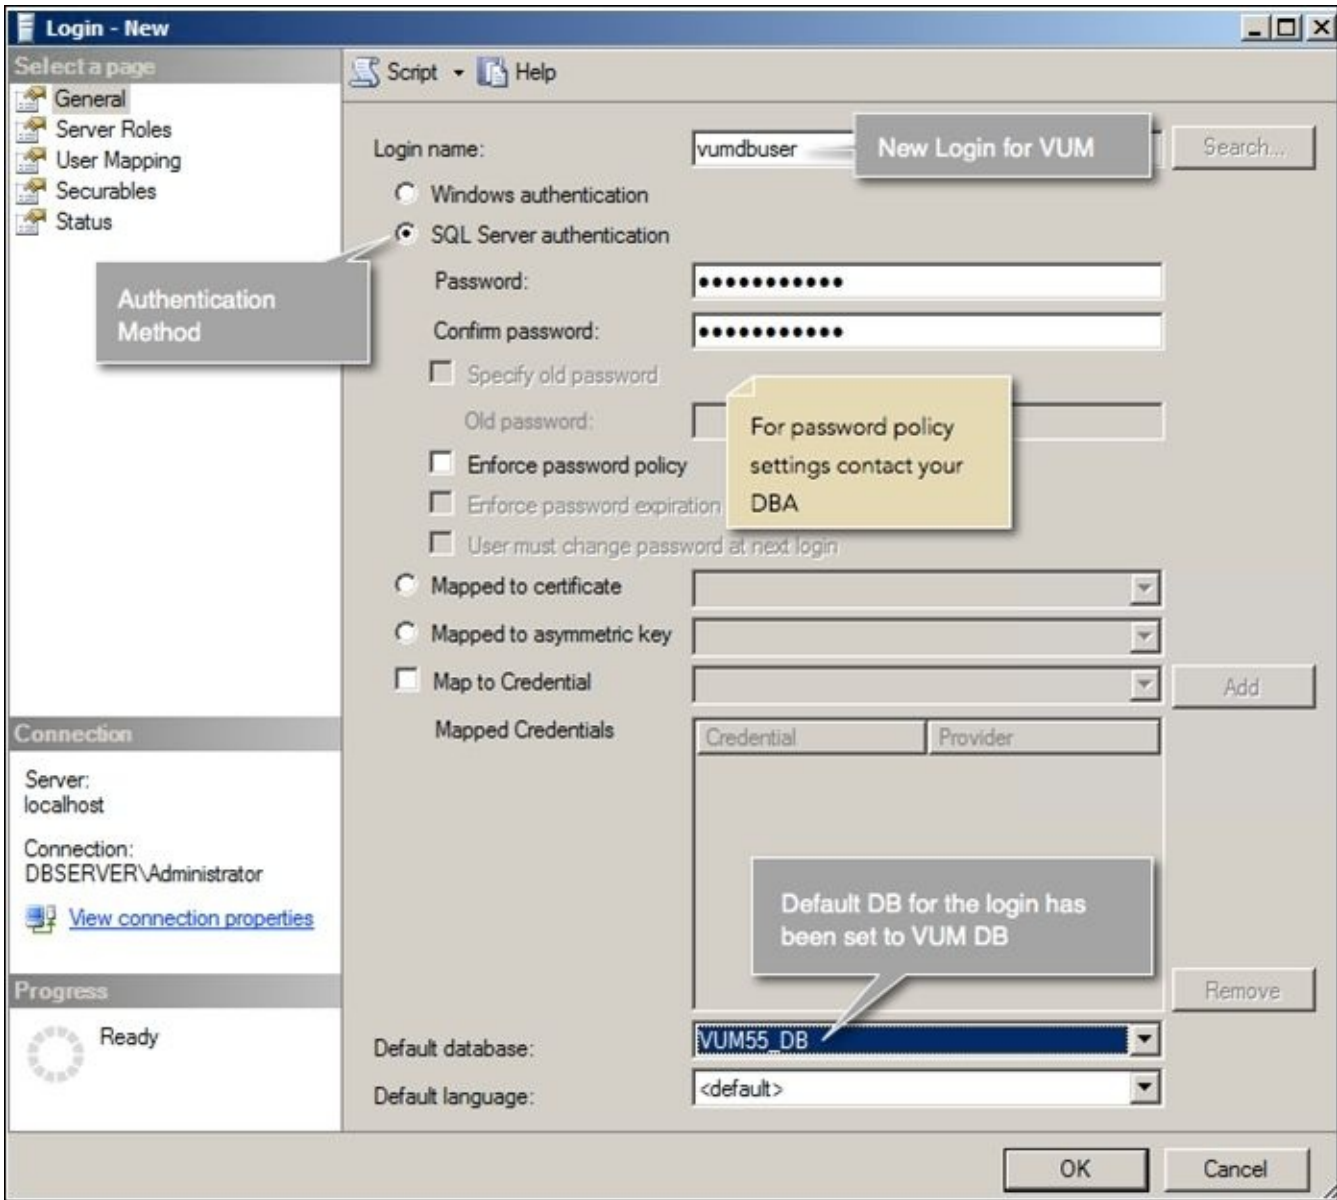 Login - New
Select a page
General
Server Roles
User Mapping
Securables
Status
Script
Help
Login name:
vumdbuser
New Login for VUM
Search...
Windows authentication
SQL Server authentication
Authentication
Method
Password:
●●●●●●●●●●●
Confirm password:
●●●●●●●●●●●
Specify old password
Old password:
For password policy
settings contact your
DBA
Enforce password policy
Enforce password expiration
User must change password at next login
Mapped to certificate
Mapped to asymmetric key
Map to Credential
Add
Mapped Credentials
Credential
Provider
Connection
Server:
localhost
Connection:
DBSERVER\Administrator
View connection properties
Default DB for the login has
been set to VUM DB
Remove
Progress
Ready
Default database:
VUM55_DB
Default language:
<default>
OK
Cancel